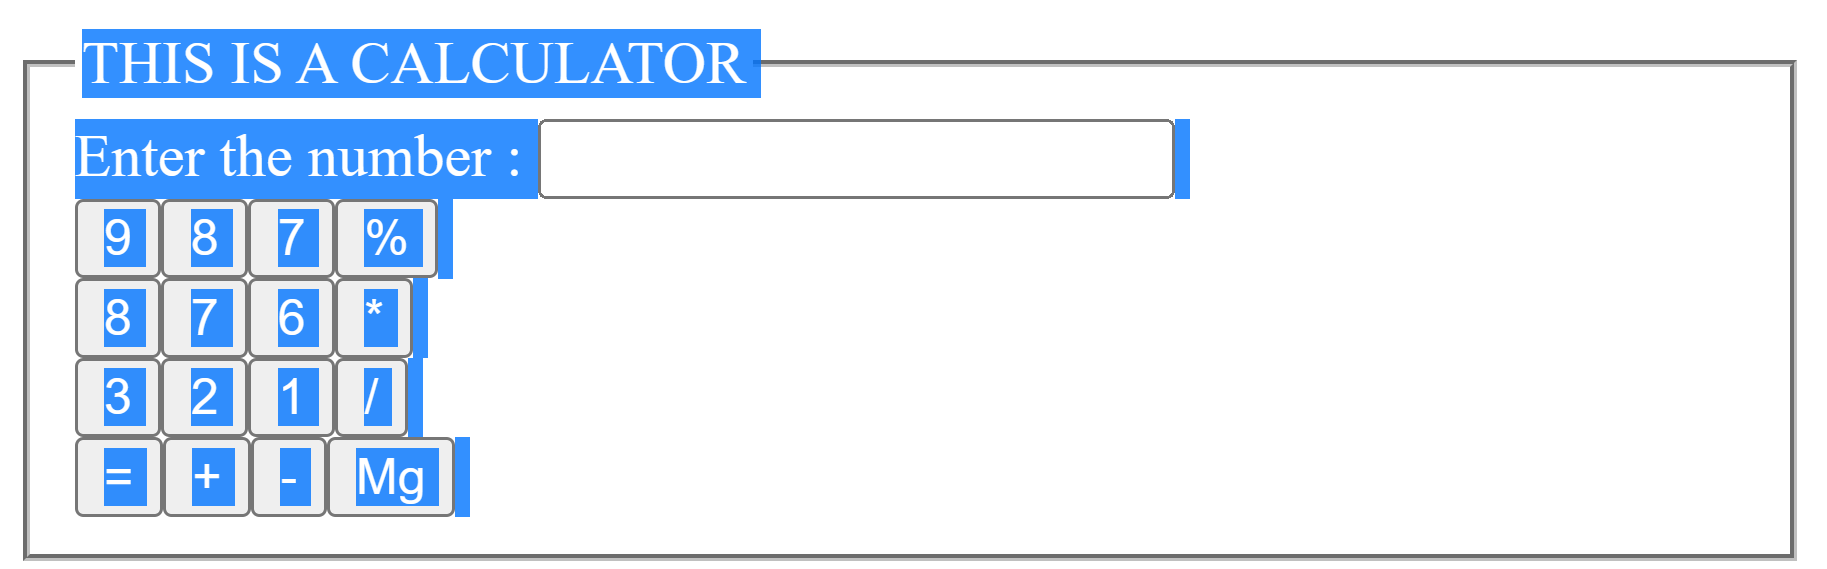 THIS IS A CALCULATOR
Enter the number :
9 8 7 %
8 7 6 *
3 2 1 /
= + - Mg